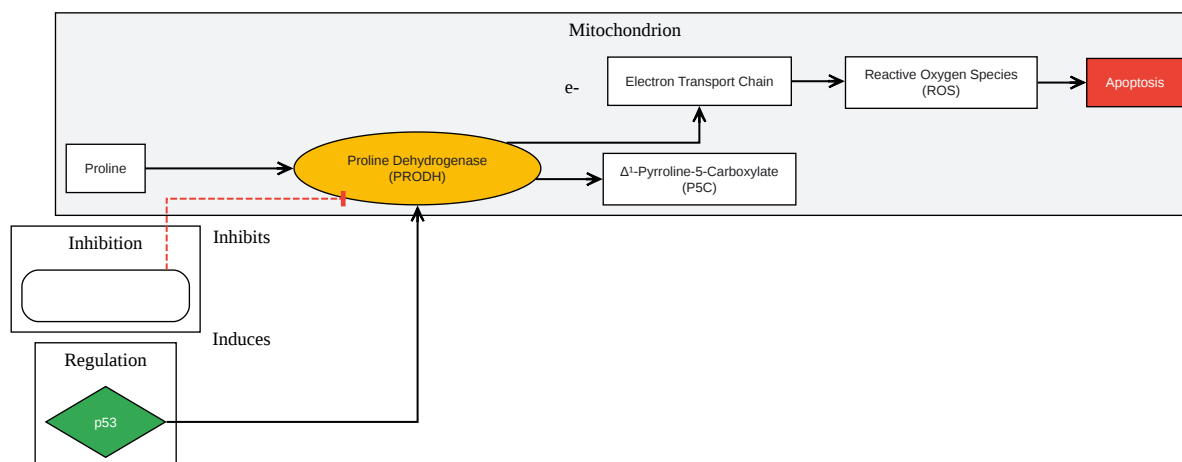 Mitochondrion
e-
Electron Transport Chain
Reactive Oxygen Species
(ROS)
Apoptosis
Proline
Proline Dehydrogenase
(PRODH)
Δ¹-Pyrroline-5-Carboxylate
(P5C)
Inhibition
Inhibits
Induces
Regulation
p53